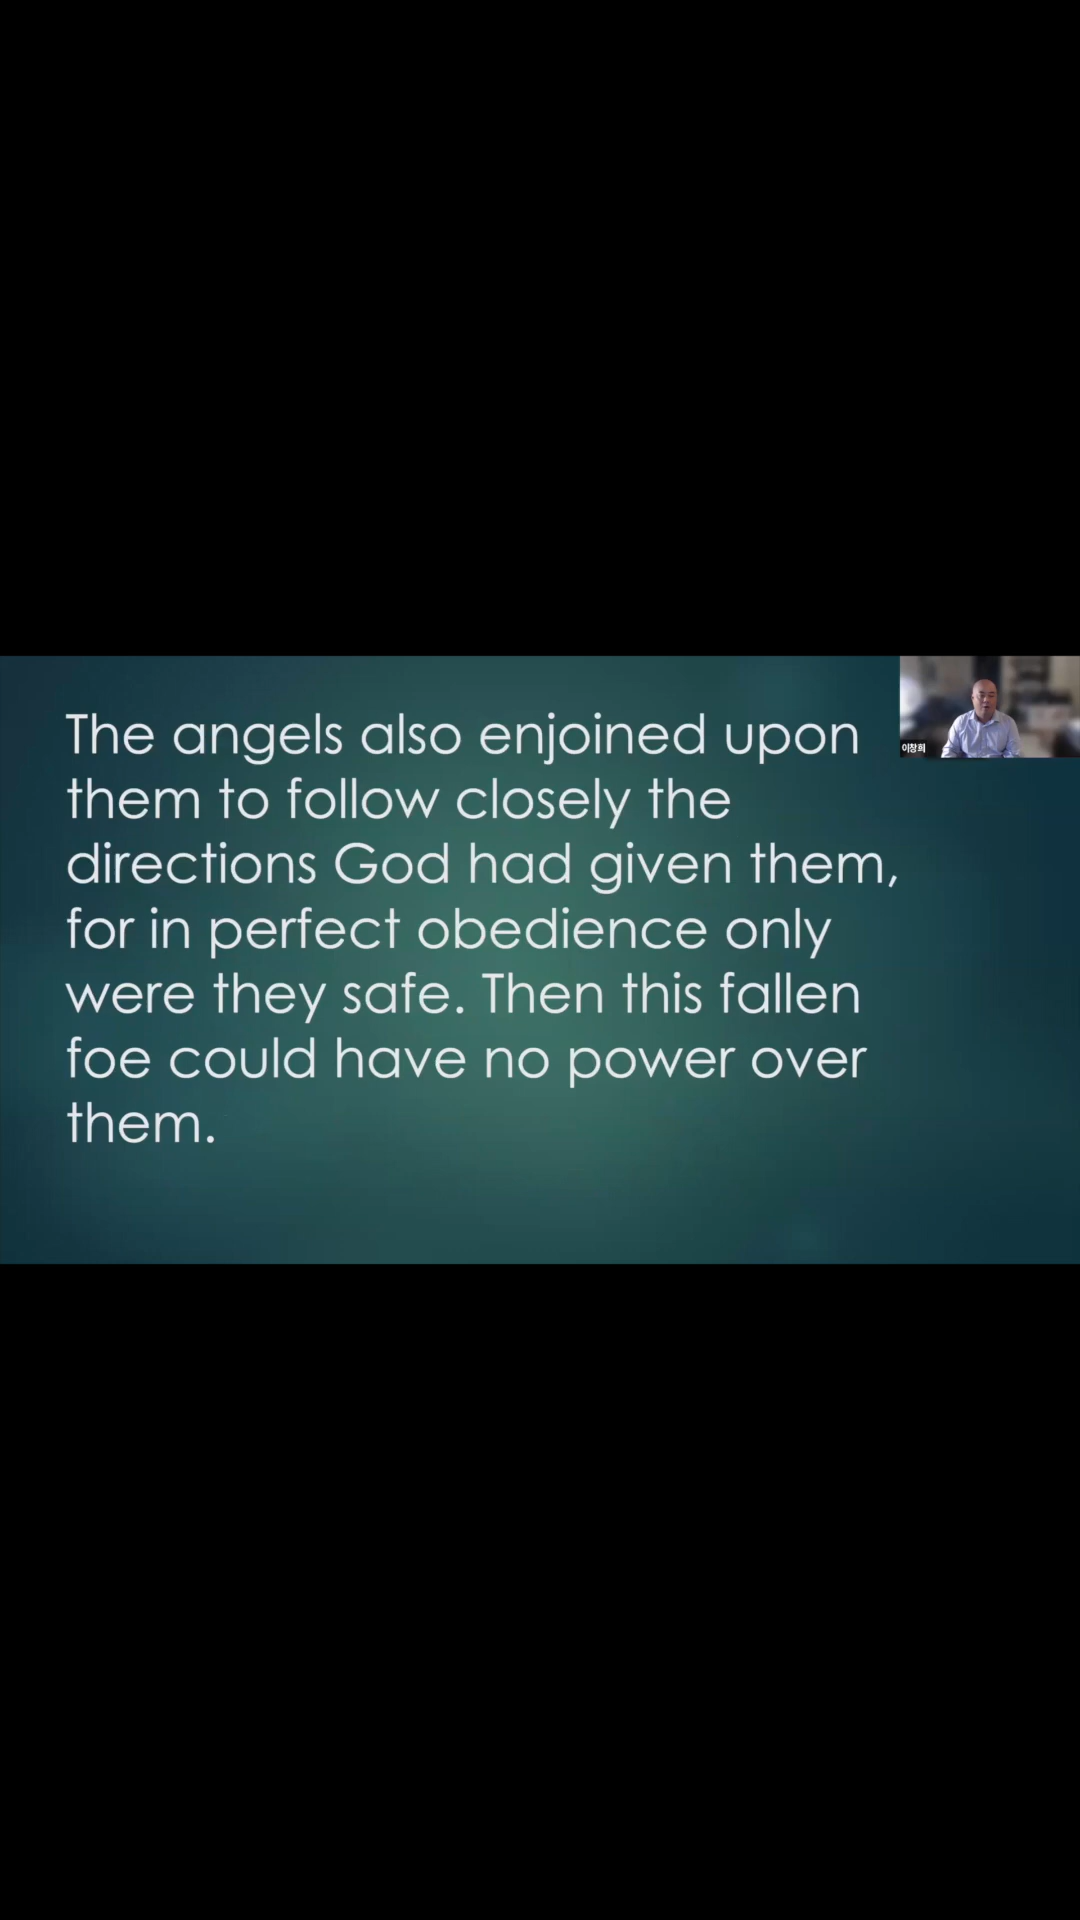 The angels also enjoined upon
them to follow closely the
directions God had given them,
for in perfect obedience only
were they safe. Then this fallen
foe could have no power over
them.
이창희